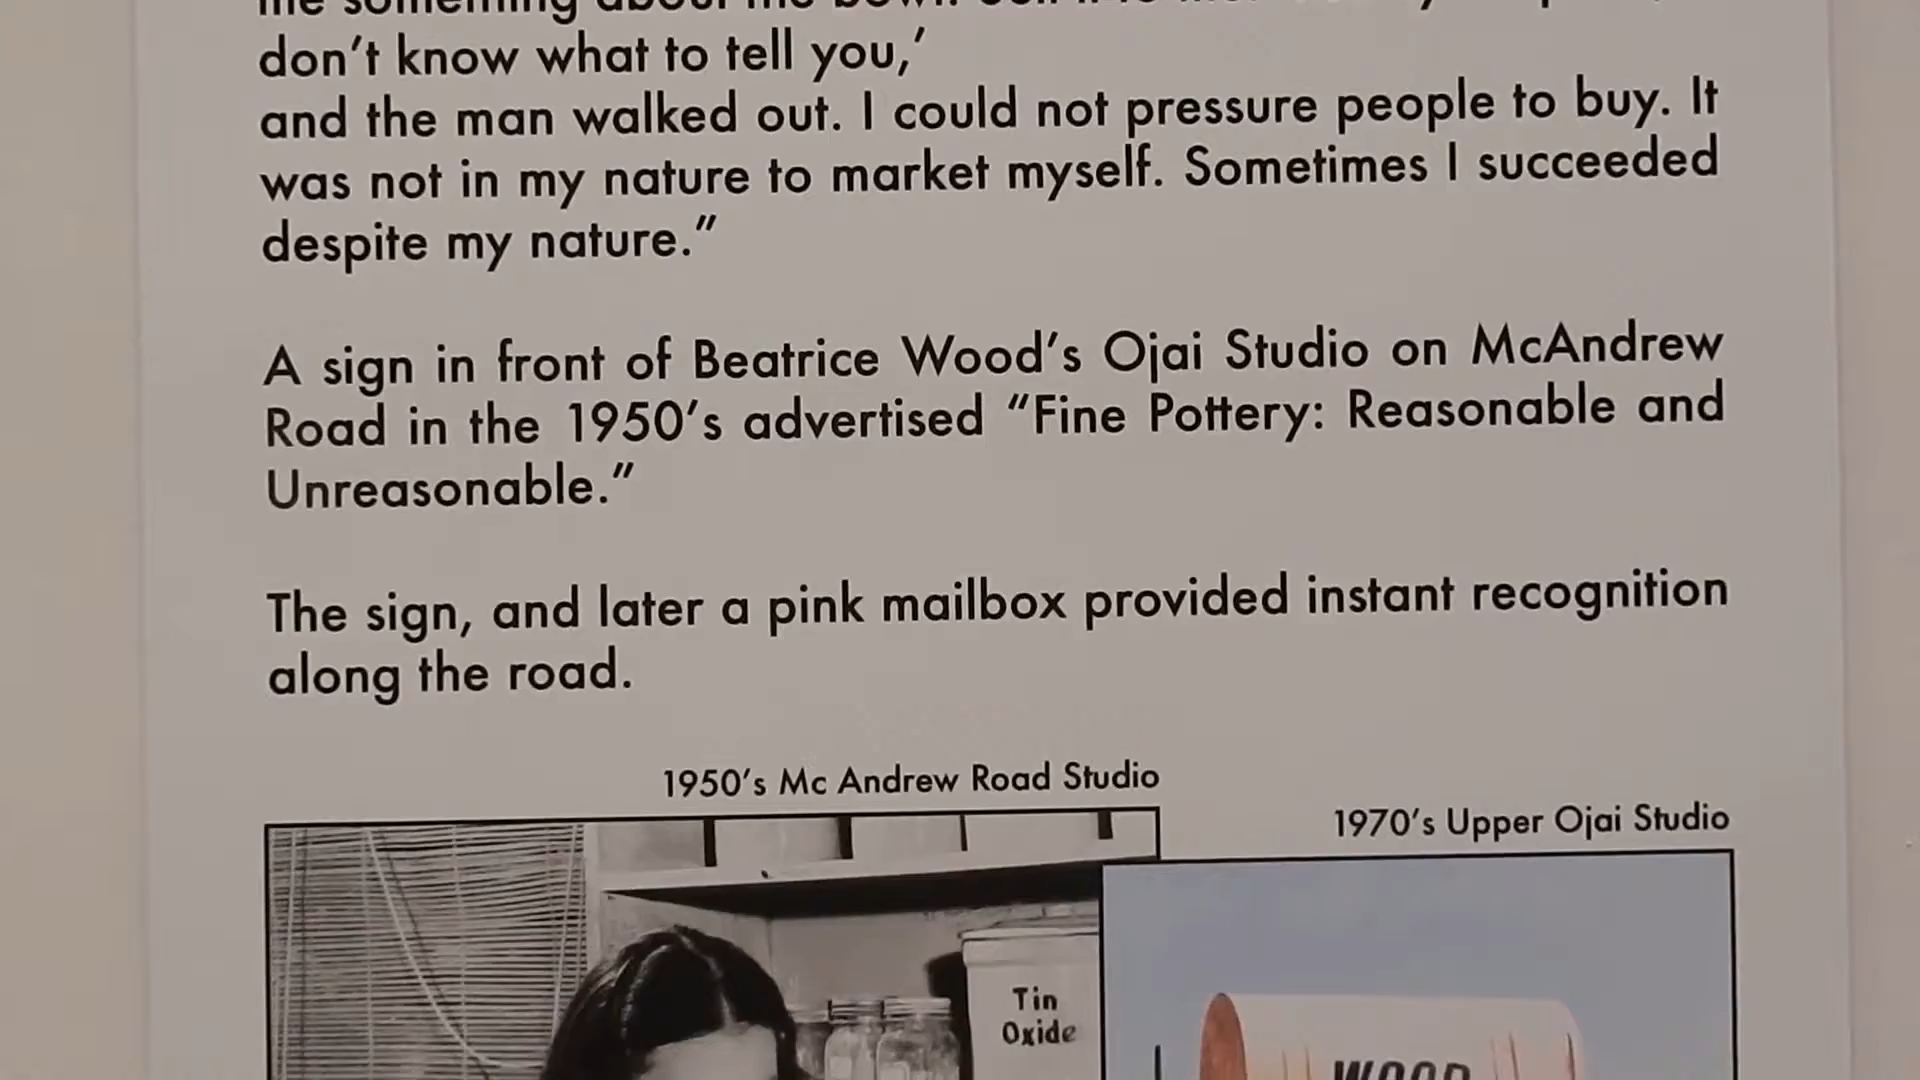 don't know what to tell you,'
and the man walked out. I could not pressure people to buy. It
was not in my nature to market myself. Sometimes I succeeded
despite my nature."
A sign in front of Beatrice Wood's Ojai Studio on McAndrew
Road in the 1950's advertised "Fine Pottery: Reasonable and
Unreasonable."
The sign, and later a pink mailbox provided instant recognition
along the road.
1950's Mc Andrew Road Studio
1970's Upper Ojai Studio
Tin
Oxide
WOOD